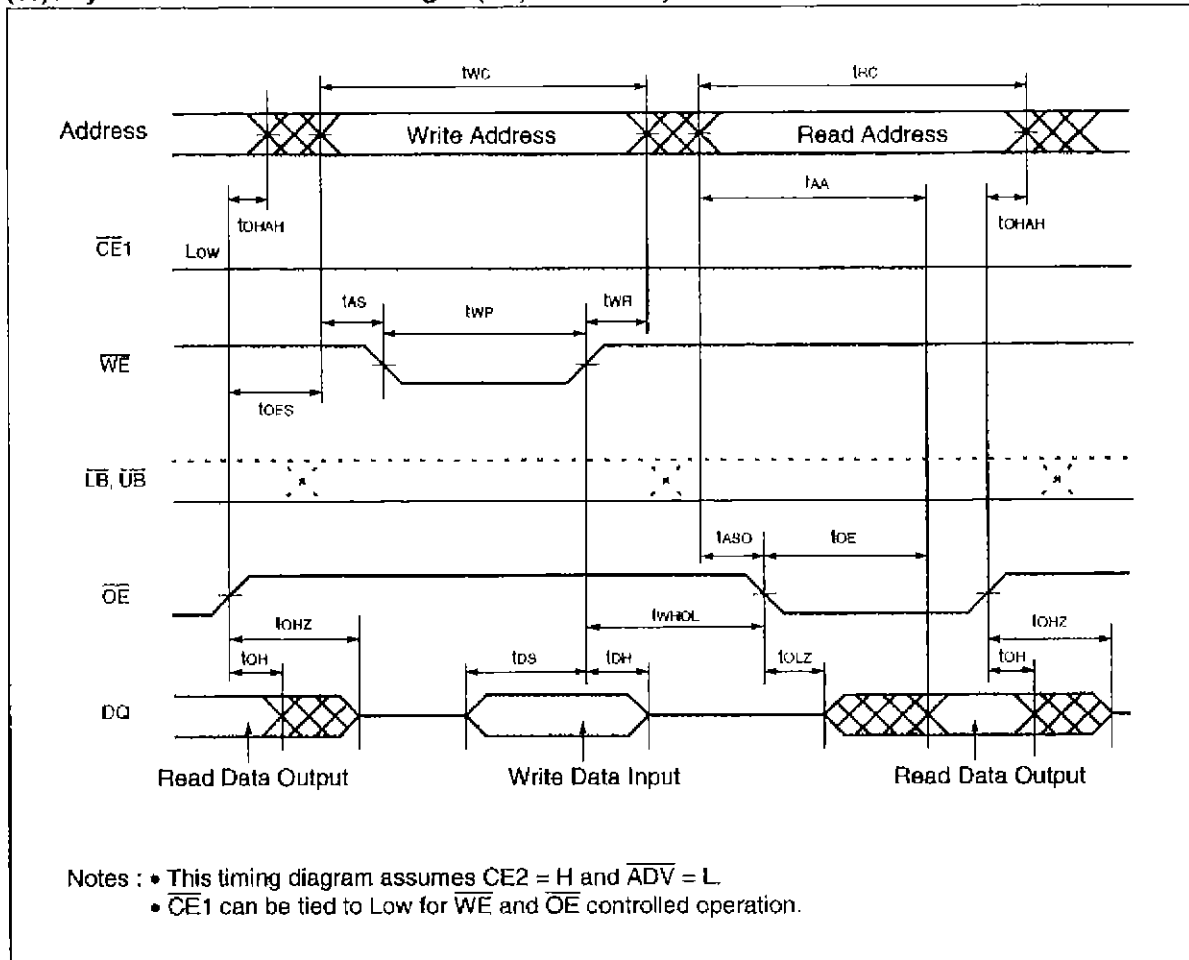 tWC tRC
Address Write Address Read Address
tAA
tOHAH tOHAH
CE1 Low
tAS tWP tWR
WE
tOES
LB, UB * * *
tASO tOE
OE
tOHZ tWHOL tOHZ
tOH tDS tDH tOLZ tOH
DQ
Read Data Output Write Data Input Read Data Output
Notes : • This timing diagram assumes CE2 = H and ADV = L.
• CE1 can be tied to Low for WE and OE controlled operation.